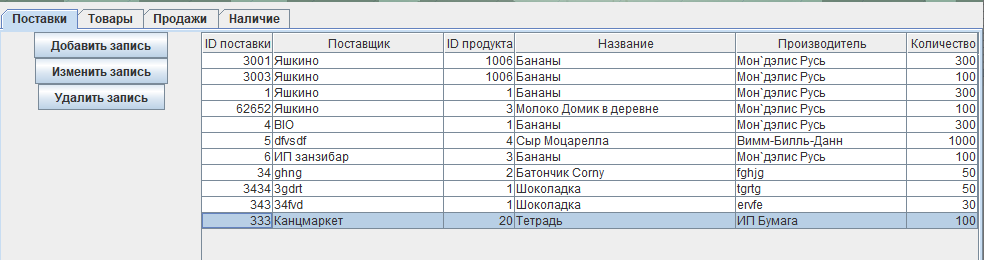 Поставки Товары Продажи Наличие
Добавить запись
Изменить запись
Удалить запись
ID поставки Поставщик ID продукта Название Производитель Количество
3001 Яшкино 1006 Бананы Мон`дэлис Русь 300
3003 Яшкино 1006 Бананы Мон`дэлис Русь 100
1 Яшкино 1 Бананы Мон`дэлис Русь 300
62652 Яшкино 3 Молоко Домик в деревне Мон`дэлис Русь 100
4 BIO 1 Бананы Мон`дэлис Русь 300
5 dfvsdf 4 Сыр Моцарелла Вимм-Билль-Данн 1000
6 ИП занзибар 3 Бананы Мон`дэлис Русь 100
34 ghng 2 Батончик Corny fghjg 50
3434 3gdrt 1 Шоколадка tgrtg 50
343 34fvd 1 Шоколадка ervfe 30
333 Канцмаркет 20 Тетрадь ИП Бумага 100